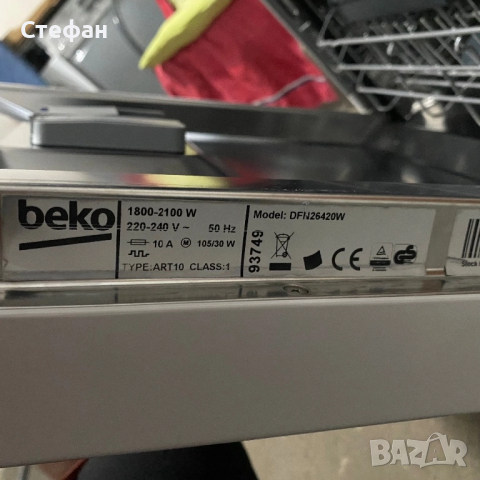 Стефан
beko
1800-2100 W
220-240 V ~ 50 Hz
10 A M 105/30 W
TYPE:ART10 CLASS:1
Model: DFN26420W
93749
CE
BAZAR